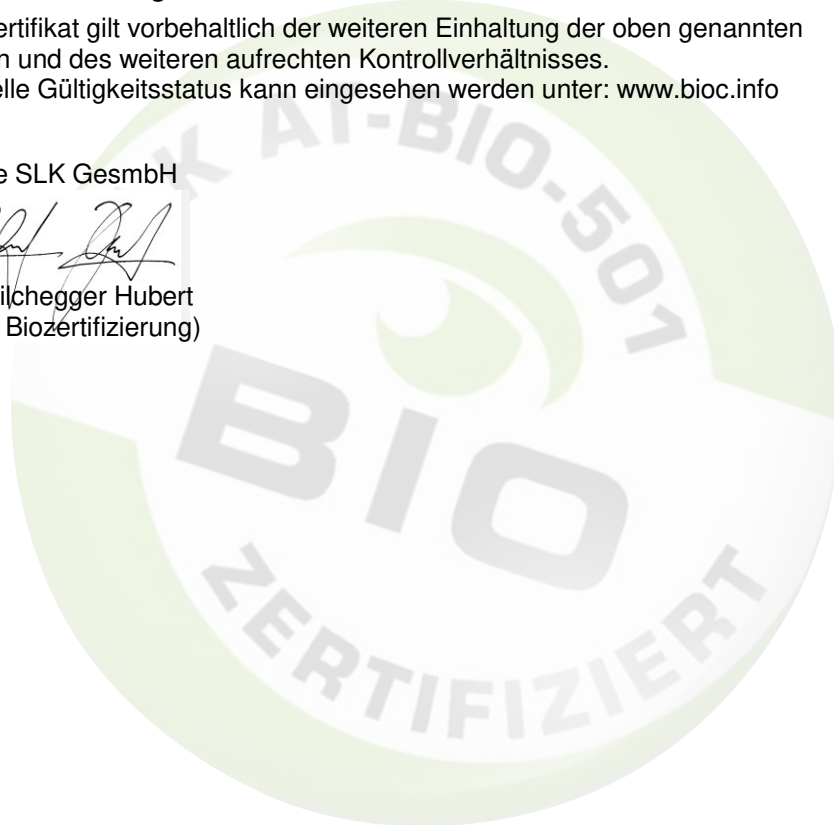 ertifikat gilt vorbehaltlich der weiteren Einhaltung der oben genannten
n und des weiteren aufrechten Kontrollverhältnisses.
elle Gültigkeitsstatus kann eingesehen werden unter: www.bioc.info
e SLK GesmbH
ilchegger Hubert
Biozertifizierung)
K AT-BIO-501
BIO
ZERTIFIZIERT